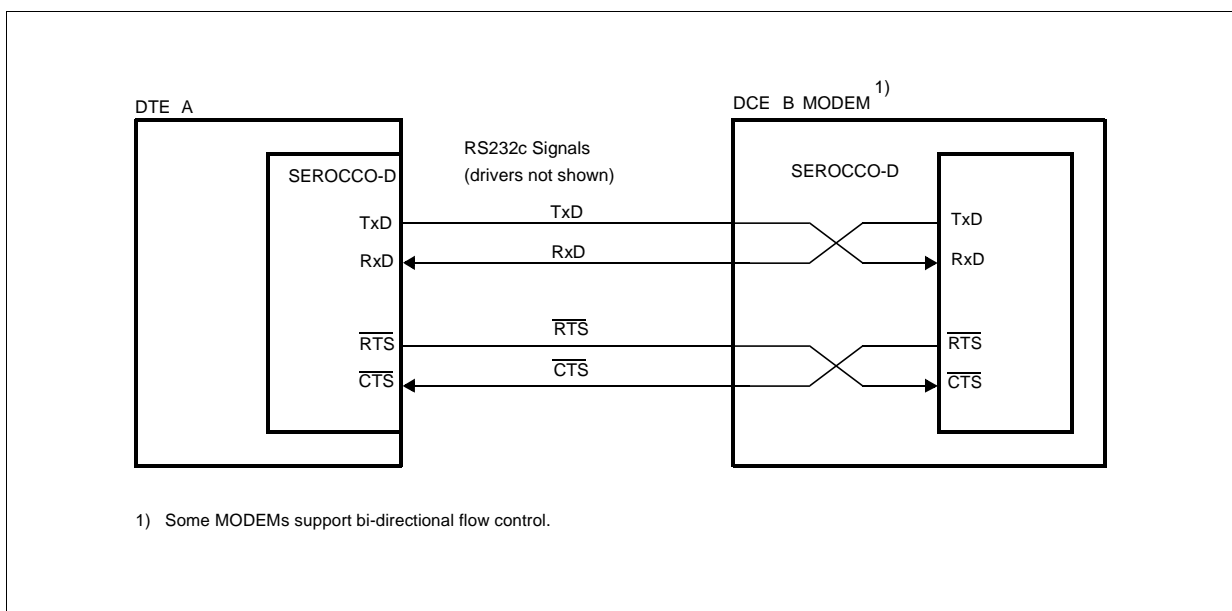 DTE A
DCE B MODEM 1)
RS232c Signals
(drivers not shown)
SEROCCO-D
SEROCCO-D
TxD
TxD
TxD
RxD
RxD
RxD
RTS
RTS
RTS
CTS
CTS
CTS
1) Some MODEMs support bi-directional flow control.